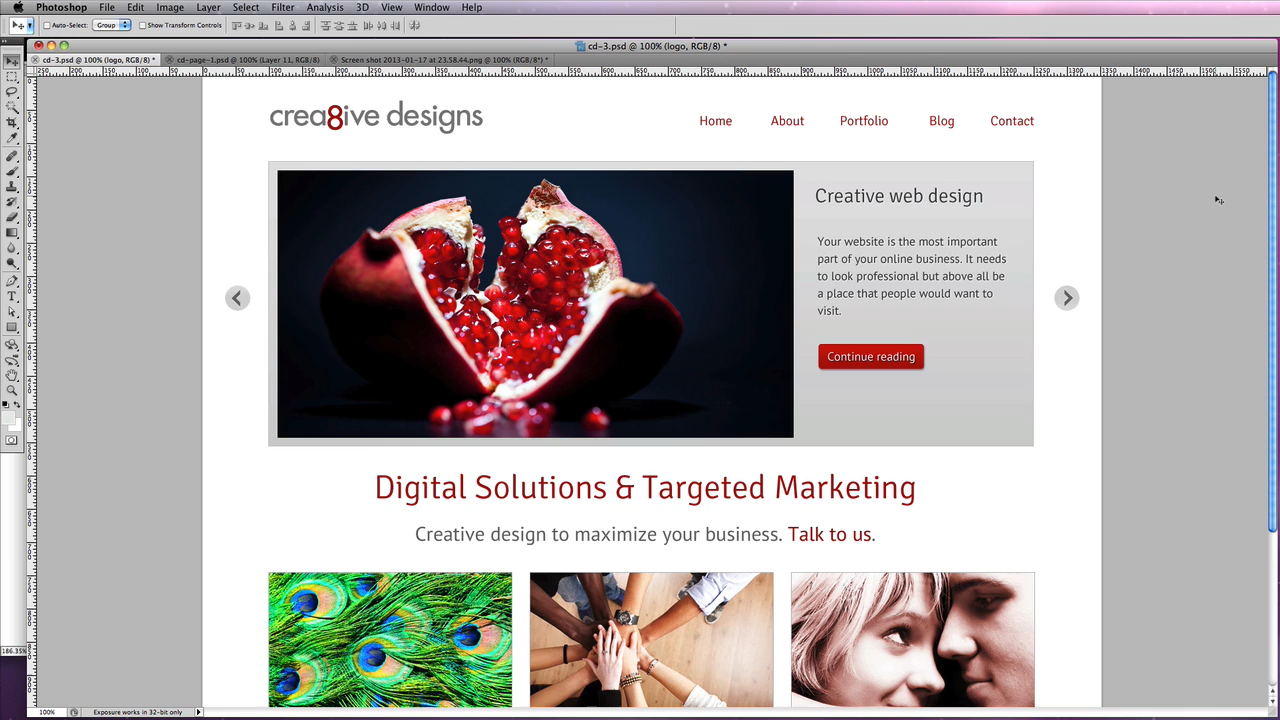 Photoshop File Edit Image Layer Select Filter Analysis 3D View Window Help
Auto-Select: Group Show Transform Controls
cd-3.psd @ 100% (logo, RGB/8) *
cd-3.psd @ 100% (logo, RGB/8) * cd-page-1.psd @ 100% (Layer 11, RGB/8) Screen shot 2013-01-17 at 23.58.44.png @ 100% (RGB/8*) *
crea8ive designs
Home About Portfolio Blog Contact
Creative web design
Your website is the most important
part of your online business. It needs
to look professional but above all be
a place that people would want to
visit.
Continue reading
Digital Solutions & Targeted Marketing
Creative design to maximize your business. Talk to us.
186.35%
100% Exposure works in 32-bit only